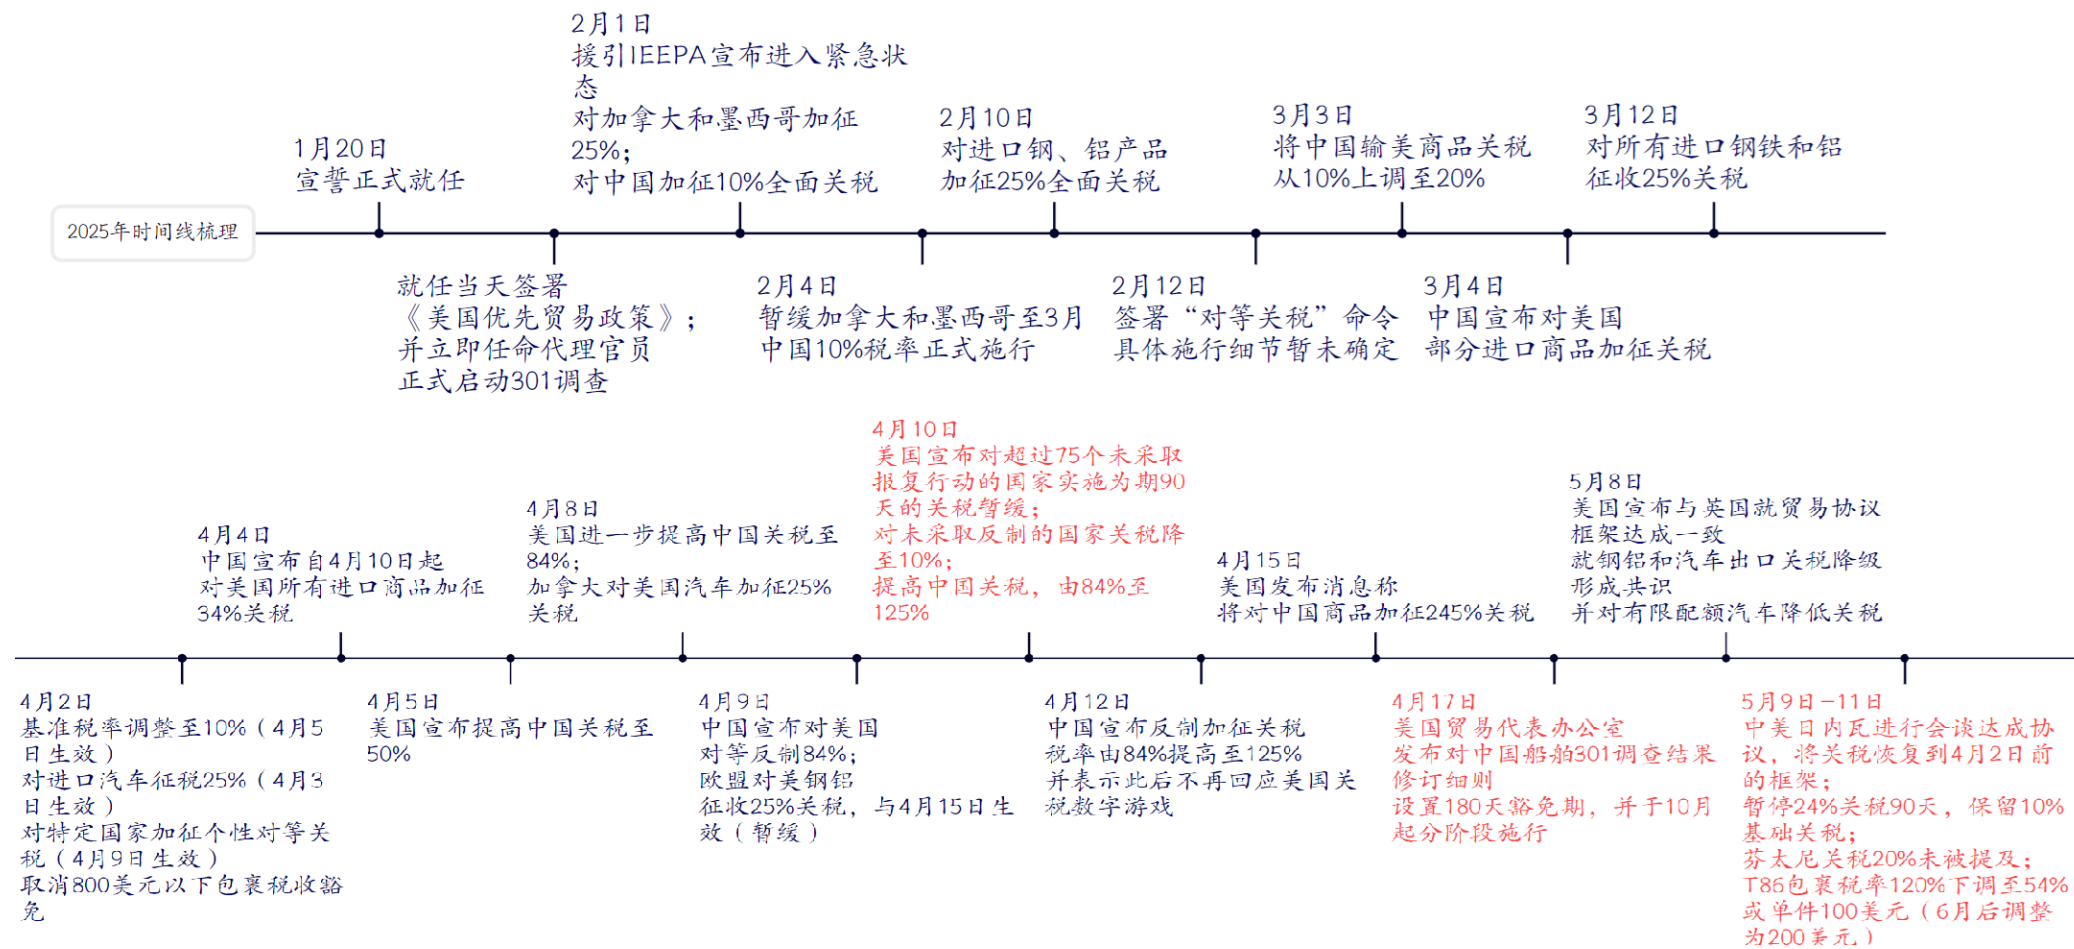 2025年时间线梳理
1月20日
宣誓正式就任
就任当天签署
《美国优先贸易政策》；
并立即任命代理官员
正式启动301调查
2月1日
援引IEEPA宣布进入紧急状
态
对加拿大和墨西哥加征
25%；
对中国加征10%全面关税
2月4日
暂缓加拿大和墨西哥至3月
中国10%税率正式施行
2月10日
对进口钢、铝产品
加征25%全面关税
2月12日
签署“对等关税”命令
具体施行细节暂未确定
3月3日
将中国输美商品关税
从10%上调至20%
3月4日
中国宣布对美国
部分进口商品加征关税
3月12日
对所有进口钢铁和铝
征收25%关税
4月2日
基准税率调整至10%（4月5
日生效）
对进口汽车征税25%（4月3
日生效）
对特定国家加征个性对等关
税（4月9日生效）
取消800美元以下包裹税收豁
免
4月4日
中国宣布自4月10日起
对美国所有进口商品加征
34%关税
4月5日
美国宣布提高中国关税至
50%
4月8日
美国进一步提高中国关税至
84%；
加拿大对美国汽车加征25%
关税
4月9日
中国宣布对美国
对等反制84%；
欧盟对美钢铝
征收25%关税，与4月15日生
效（暂缓）
4月10日
美国宣布对超过75个未采取
报复行动的国家实施为期90
天的关税暂缓；
对未采取反制的国家关税降
至10%；
提高中国关税，由84%至
125%
4月12日
中国宣布反制加征关税
税率由84%提高至125%
并表示此后不再回应美国关
税数字游戏
4月15日
美国发布消息称
将对中国商品加征245%关税
4月17日
美国贸易代表办公室
发布对中国船舶301调查结果
修订细则
设置180天豁免期，并于10月
起分阶段施行
5月8日
美国宣布与英国就贸易协议
框架达成一致
就钢铝和汽车出口关税降级
形成共识
并对有限配额汽车降低关税
5月9日-11日
中美日内瓦进行会谈达成协
议，将关税恢复到4月2日前
的框架；
暂停24%关税90天，保留10%
基础关税；
芬太尼关税20%未被提及；
T86包裹税率120%下调至54%
或单件100美元（6月后调整
为200美元）